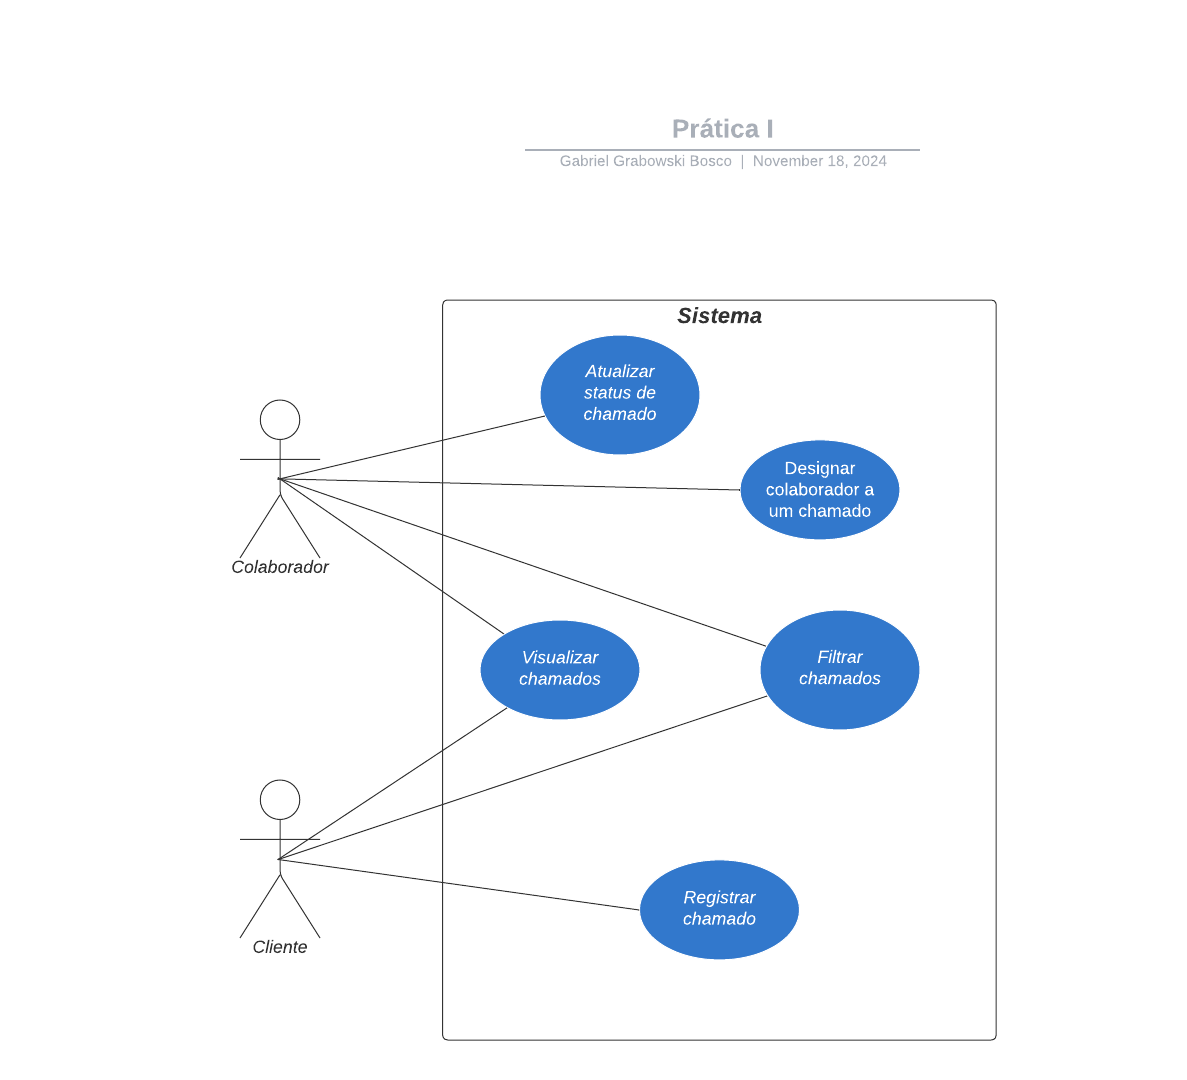 Prática I
Gabriel Grabowski Bosco | November 18, 2024
Sistema
Atualizar
status de
chamado
Designar
colaborador a
um chamado
Colaborador
Visualizar
chamados
Filtrar
chamados
Registrar
chamado
Cliente